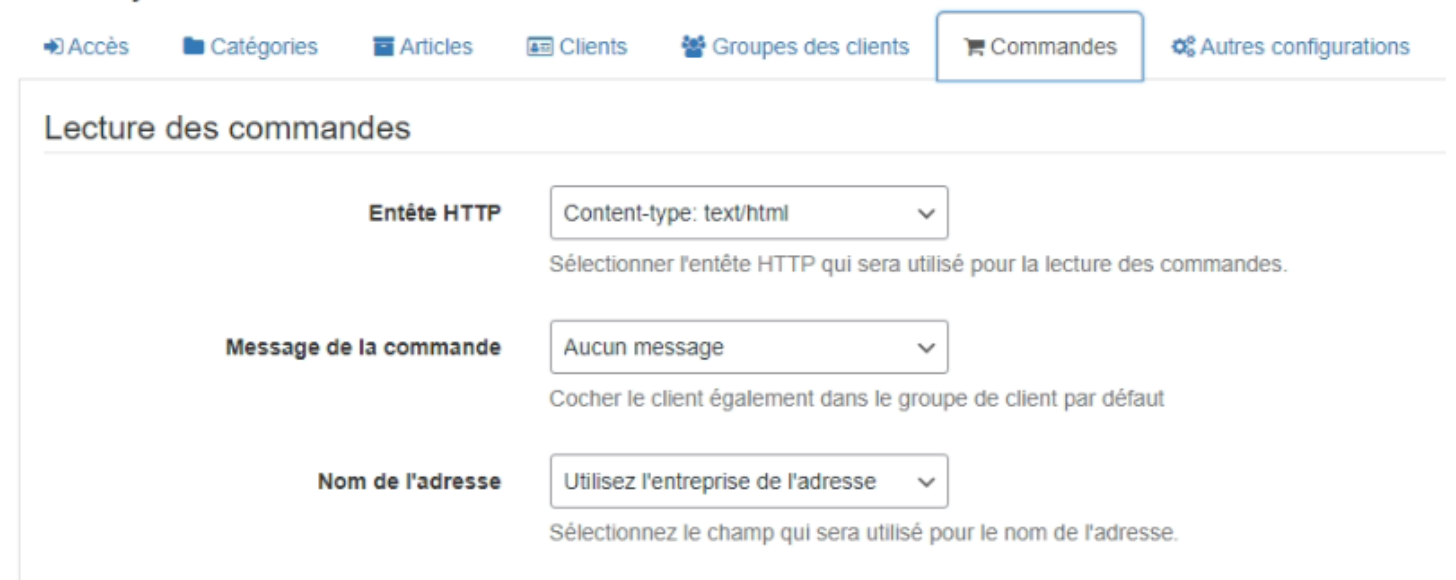 Accès Catégories Articles Clients Groupes des clients Commandes Autres configurations
Lecture des commandes
Entête HTTP Content-type: text/html
Sélectionner l'entête HTTP qui sera utilisé pour la lecture des commandes.
Message de la commande Aucun message
Cocher le client également dans le groupe de client par défaut
Nom de l'adresse Utilisez l'entreprise de l'adresse
Sélectionnez le champ qui sera utilisé pour le nom de l'adresse.